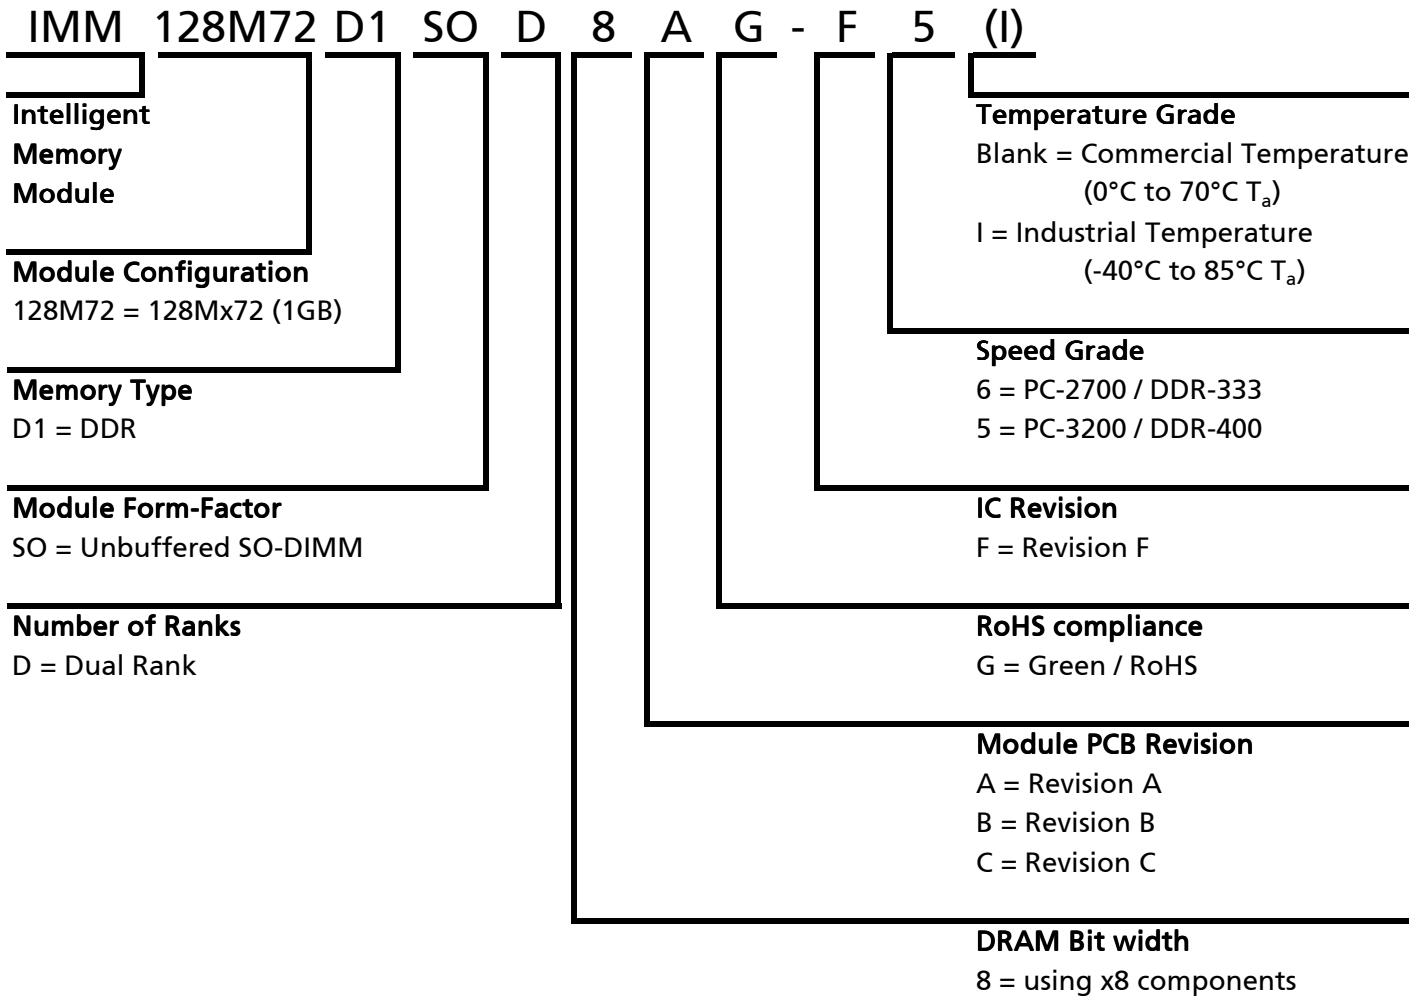 IMM 128M72 D1 SO D 8 A G - F 5 (I)
Intelligent
Memory
Module
Module Configuration
128M72 = 128Mx72 (1GB)
Memory Type
D1 = DDR
Module Form-Factor
SO = Unbuffered SO-DIMM
Number of Ranks
D = Dual Rank
Temperature Grade
Blank = Commercial Temperature
(0°C to 70°C Ta)
I = Industrial Temperature
(-40°C to 85°C Ta)
Speed Grade
6 = PC-2700 / DDR-333
5 = PC-3200 / DDR-400
IC Revision
F = Revision F
RoHS compliance
G = Green / RoHS
Module PCB Revision
A = Revision A
B = Revision B
C = Revision C
DRAM Bit width
8 = using x8 components